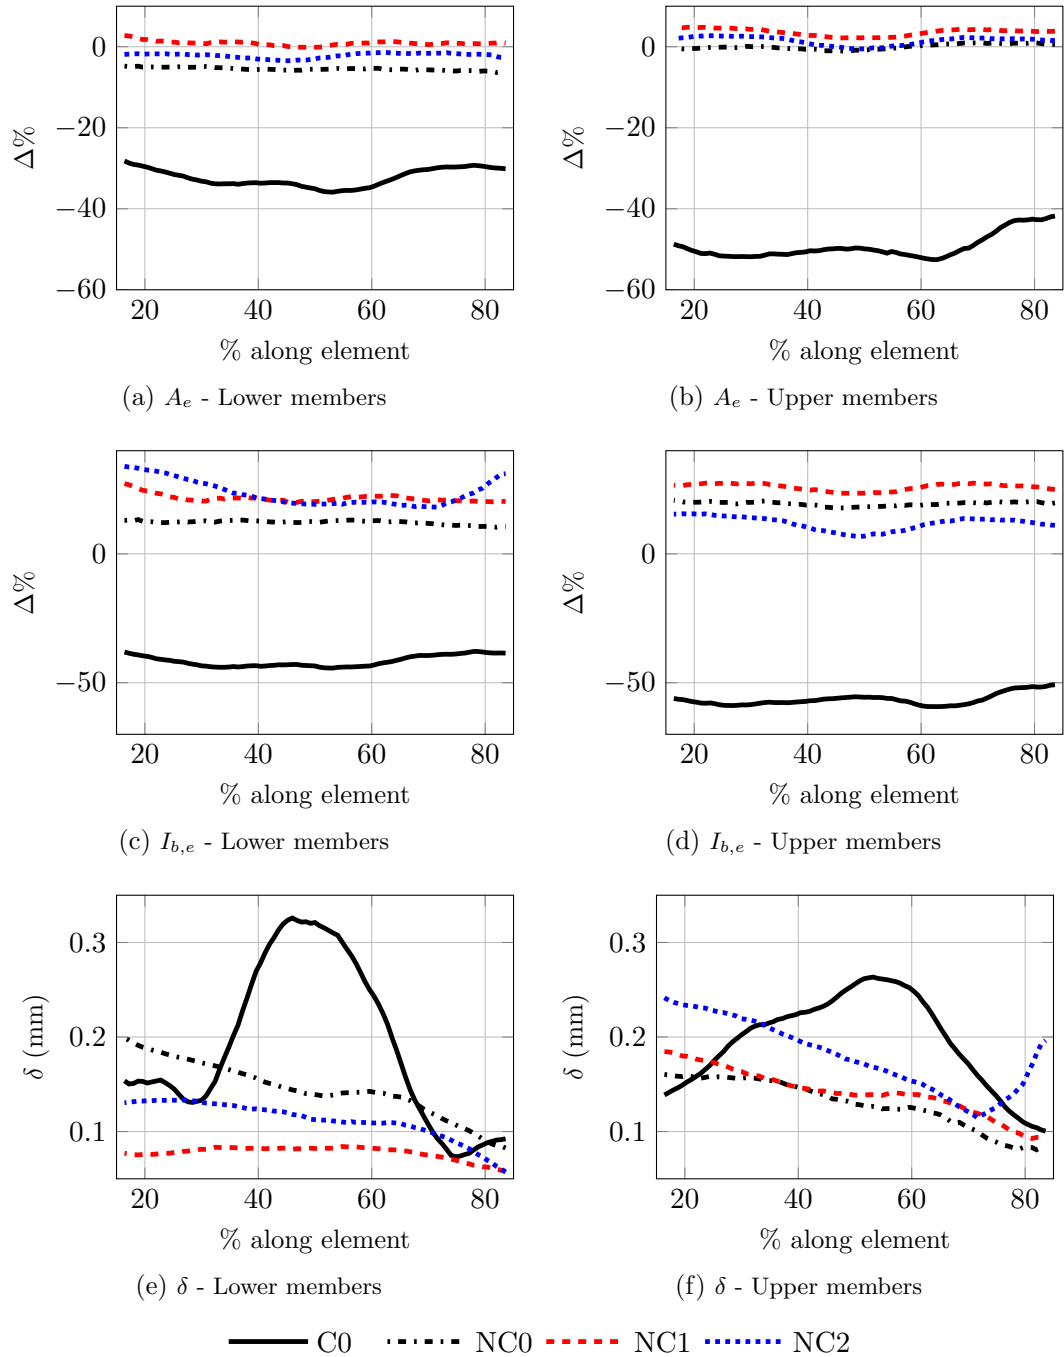 0
−20
−40
−60
20 40 60 80
Δ%
% along element
(a) A_e - Lower members
0
−20
−40
−60
20 40 60 80
Δ%
% along element
(b) A_e - Upper members
0
−50
20 40 60 80
Δ%
% along element
(c) I_{b,e} - Lower members
0
−50
20 40 60 80
Δ%
% along element
(d) I_{b,e} - Upper members
0.3
0.2
0.1
20 40 60 80
δ (mm)
% along element
(e) δ - Lower members
0.3
0.2
0.1
20 40 60 80
δ (mm)
% along element
(f) δ - Upper members
C0 NC0 NC1 NC2